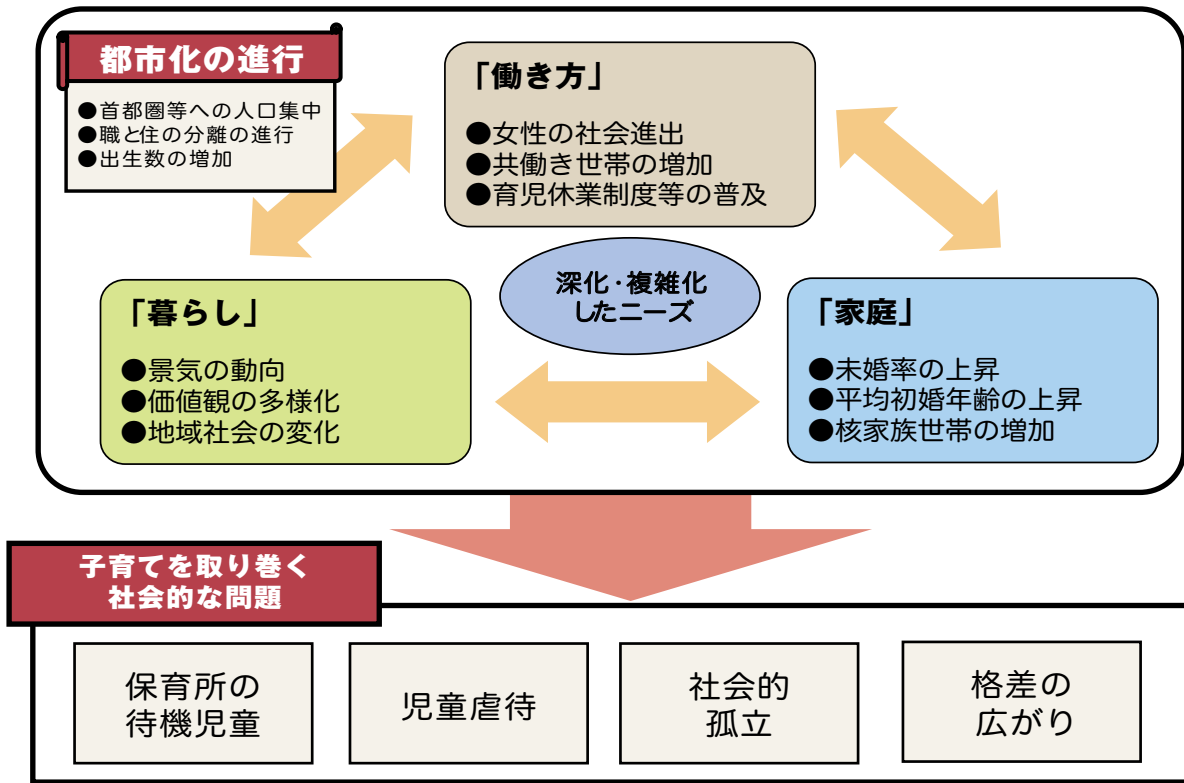 都市化の進行
●首都圏等への人口集中
●職と住の分離の進行
●出生数の増加
「働き方」
●女性の社会進出
●共働き世帯の増加
●育児休業制度等の普及
深化・複雑化
したニーズ
「暮らし」
●景気の動向
●価値観の多様化
●地域社会の変化
「家庭」
●未婚率の上昇
●平均初婚年齢の上昇
●核家族世帯の増加
子育てを取り巻く
社会的な問題
保育所の
待機児童
児童虐待
社会的
孤立
格差の
広がり